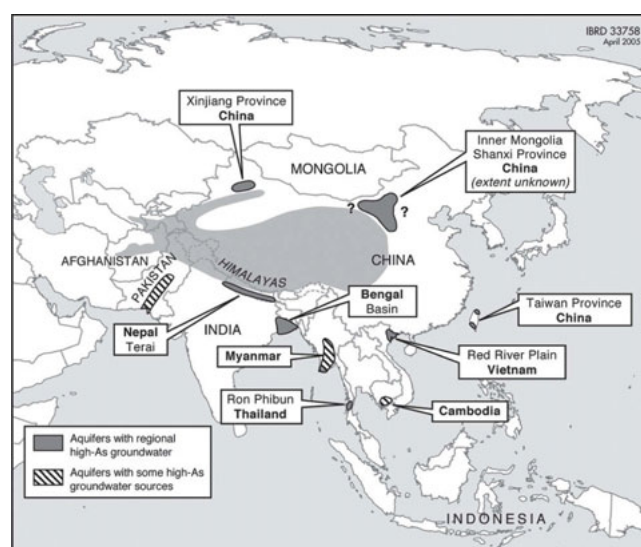 IBRD 33758
April 2005
Xinjiang Province
China
MONGOLIA
Inner Mongolia
Shanxi Province
China
(extent unknown)
?
?
AFGHANISTAN
PAKISTAN
HIMALAYAS
CHINA
Nepal
Terai
INDIA
Bengal
Basin
Taiwan Province
China
Myanmar
Red River Plain
Vietnam
Ron Phibun
Thailand
Cambodia
Aquifers with regional
high-As groundwater
Aquifers with some high-As
groundwater sources
INDONESIA